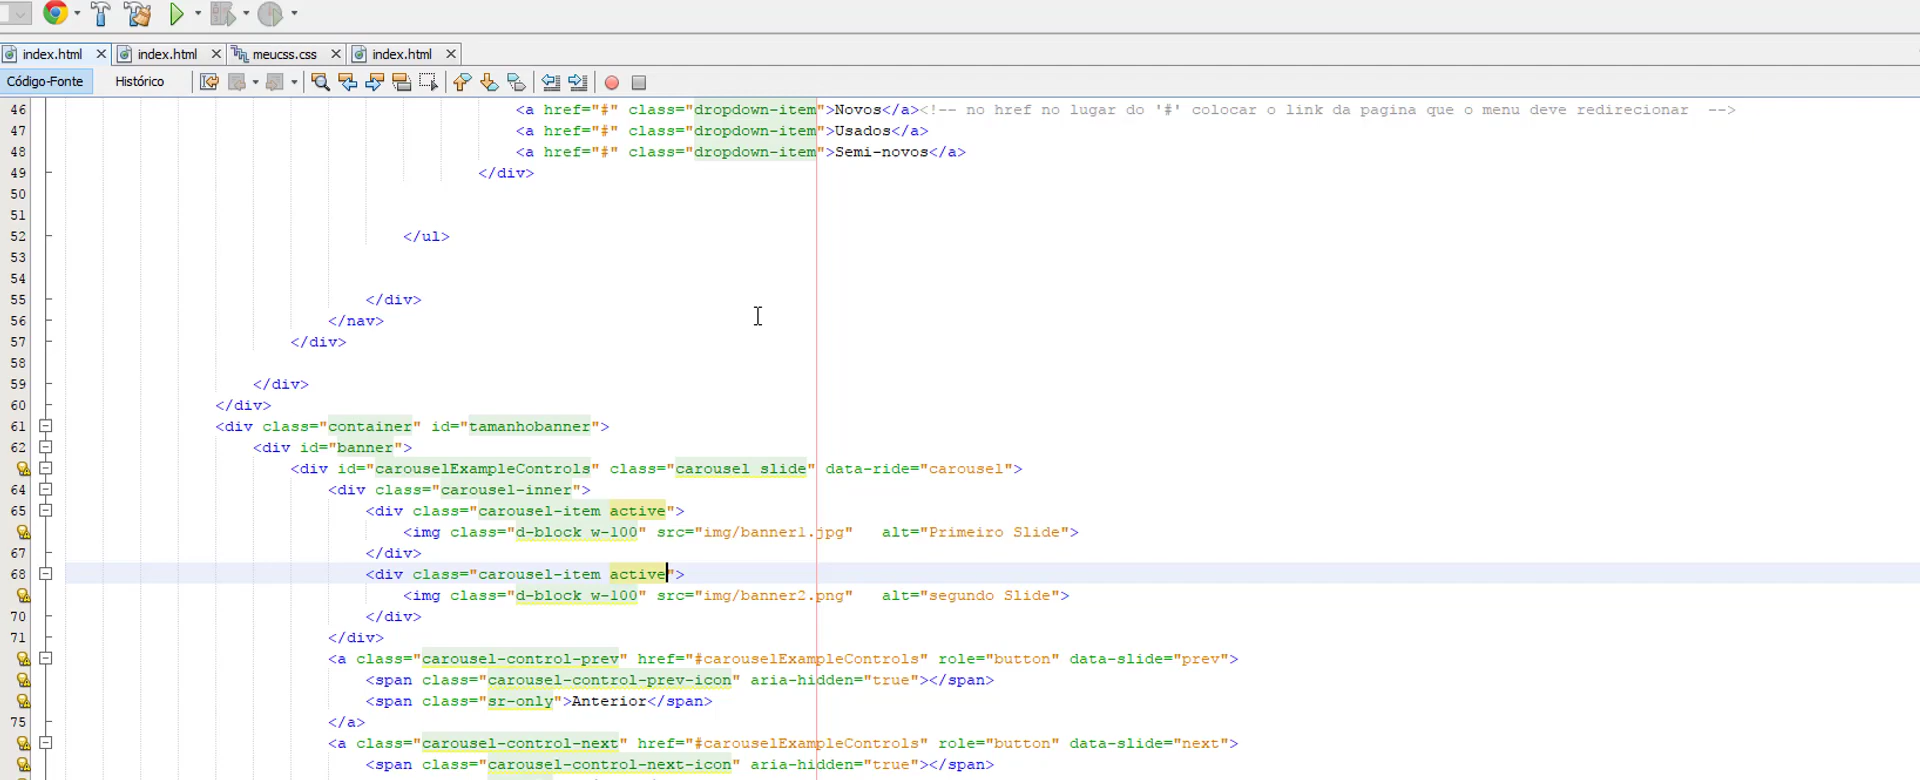 index.html index.html meucss.css index.html
Código-Fonte Histórico
46 <a href="#" class="dropdown-item">Novos</a><!-- no href no lugar do '#' colocar o link da pagina que o menu deve redirecionar -->
47 <a href="#" class="dropdown-item">Usados</a>
48 <a href="#" class="dropdown-item">Semi-novos</a>
49 </div>
50
51
52 </ul>
53
54
55 </div>
56 </nav>
57 </div>
58
59 </div>
60 </div>
61 <div class="container" id="tamanhobanner">
62 <div id="banner">
<div id="carouselExampleControls" class="carousel slide" data-ride="carousel">
64 <div class="carousel-inner">
65 <div class="carousel-item active">
<img class="d-block w-100" src="img/banner1.jpg" alt="Primeiro Slide">
67 </div>
68 <div class="carousel-item active">
<img class="d-block w-100" src="img/banner2.png" alt="segundo Slide">
70 </div>
71 </div>
<a class="carousel-control-prev" href="#carouselExampleControls" role="button" data-slide="prev">
<span class="carousel-control-prev-icon" aria-hidden="true"></span>
<span class="sr-only">Anterior</span>
75 </a>
<a class="carousel-control-next" href="#carouselExampleControls" role="button" data-slide="next">
<span class="carousel-control-next-icon" aria-hidden="true"></span>